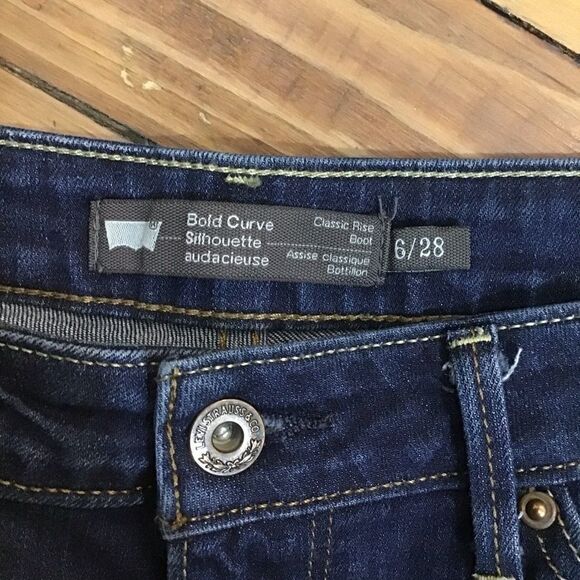 Bold Curve
Silhouette
audacieuse
Classic Rise
Boot
Assise classique
Bottillon
6/28
LEVI STRAUSS & CO
®